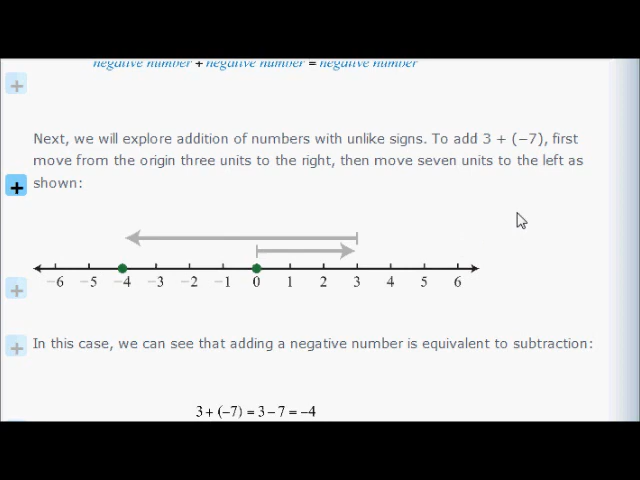 negative number + negative number = negative number
Next, we will explore addition of numbers with unlike signs. To add 3 + (−7), first
move from the origin three units to the right, then move seven units to the left as
shown:
−6 −5 −4 −3 −2 −1 0 1 2 3 4 5 6
In this case, we can see that adding a negative number is equivalent to subtraction:
3 + (−7) = 3 − 7 = −4